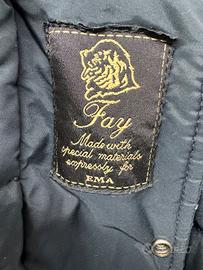 Fay
Made with
special materials
expressly for
EMA